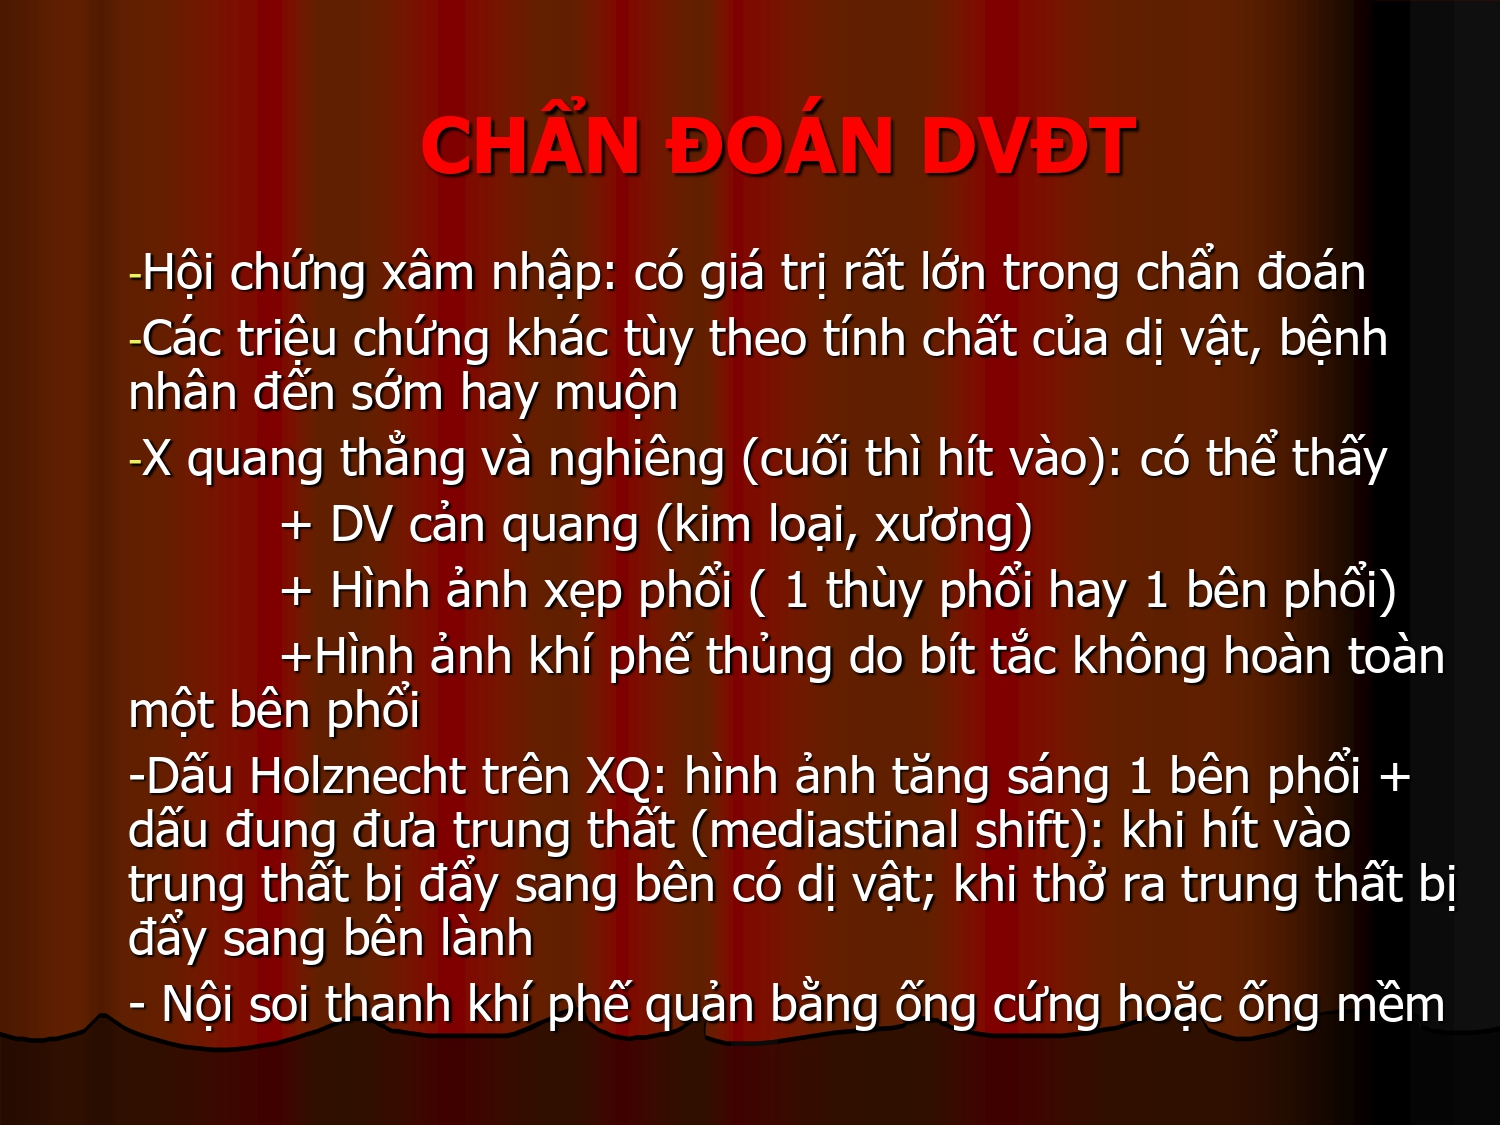 CHẨN ĐOÁN DVĐT
-Hội chứng xâm nhập: có giá trị rất lớn trong chẩn đoán
-Các triệu chứng khác tùy theo tính chất của dị vật, bệnh
nhân đến sớm hay muộn
-X quang thẳng và nghiêng (cuối thì hít vào): có thể thấy
+ DV cản quang (kim loại, xương)
+ Hình ảnh xẹp phổi ( 1 thùy phổi hay 1 bên phổi)
+Hình ảnh khí phế thủng do bít tắc không hoàn toàn
một bên phổi
-Dấu Holznecht trên XQ: hình ảnh tăng sáng 1 bên phổi +
dấu đung đưa trung thất (mediastinal shift): khi hít vào
trung thất bị đẩy sang bên có dị vật; khi thở ra trung thất bị
đẩy sang bên lành
- Nội soi thanh khí phế quản bằng ống cứng hoặc ống mềm